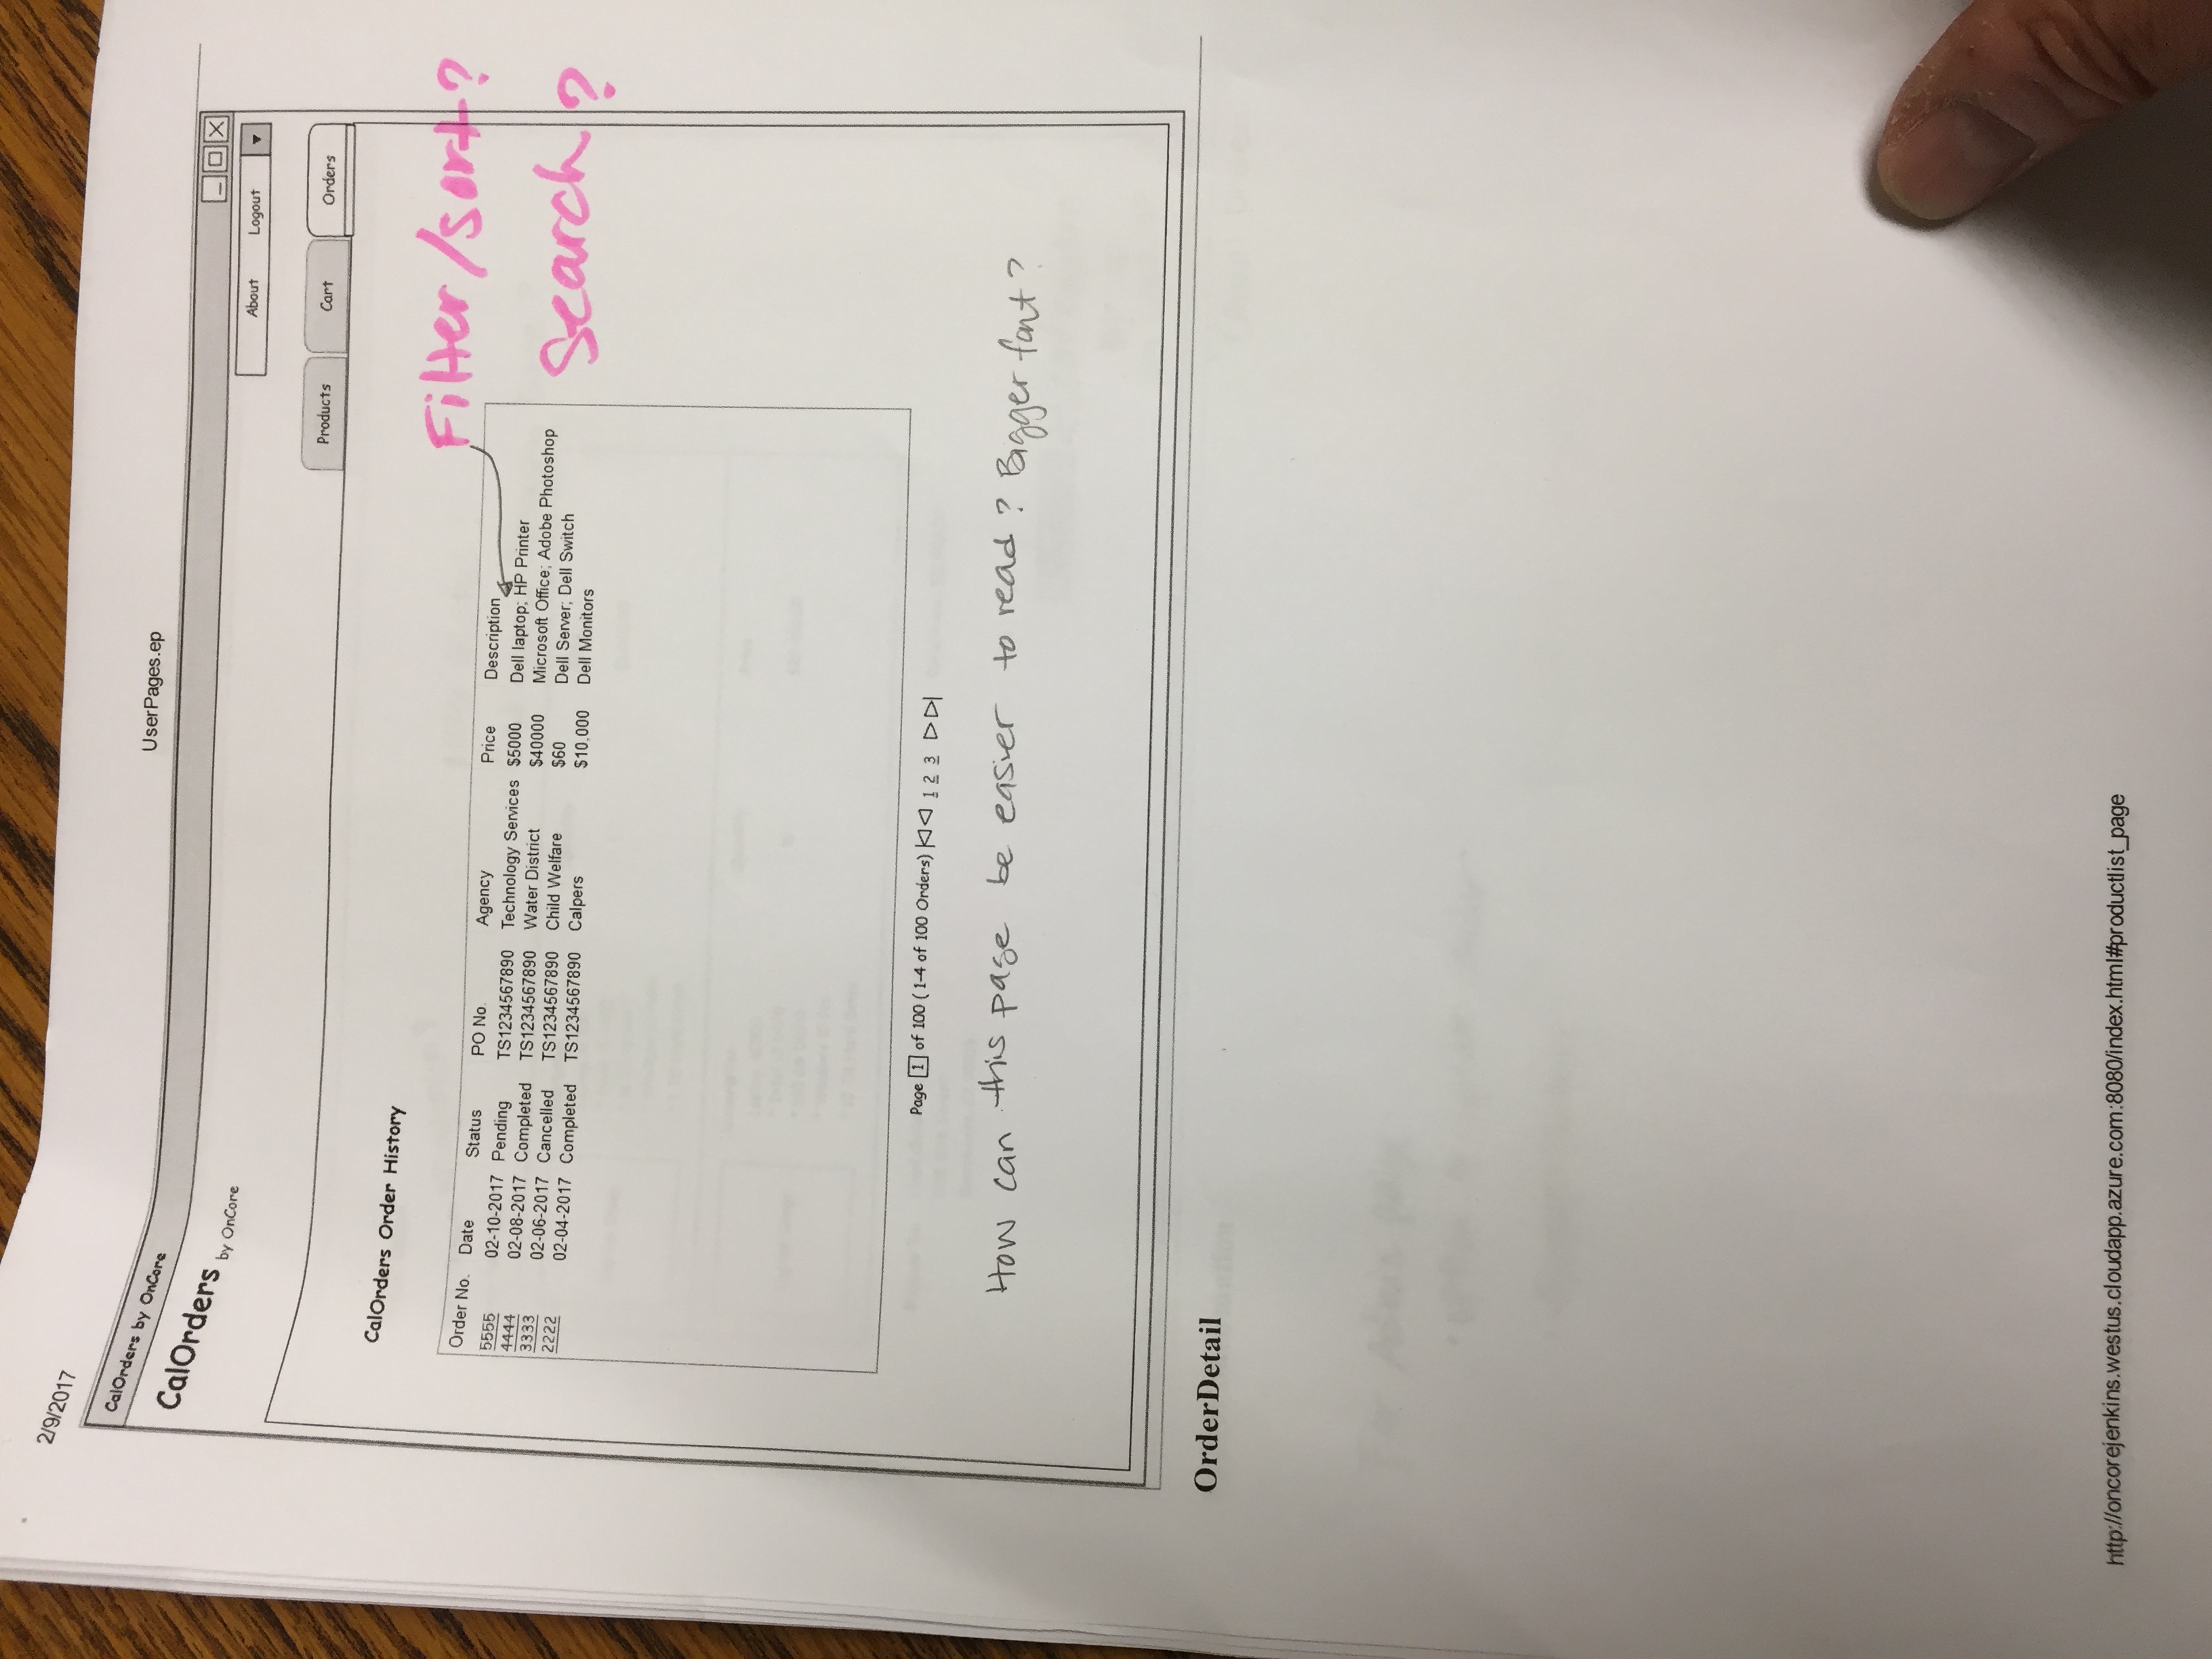 2/9/2017
UserPages.ep
CalOrders by OnCore
CalOrders by OnCore
About Logout
Products Cart Orders
CalOrders Order History
Filter/sort?
Search?
Order No. Date Status PO No. Agency Price Description
5555 02-10-2017 Pending TS1234567890 Technology Services $5000 Dell laptop; HP Printer
4444 02-08-2017 Completed TS1234567890 Water District $40000 Microsoft Office; Adobe Photoshop
3333 02-06-2017 Cancelled TS1234567890 Child Welfare $60 Dell Server; Dell Switch
2222 02-04-2017 Completed TS1234567890 Calpers $10,000 Dell Monitors
Page 1 of 100 ( 1-4 of 100 Orders) 1 2 3
How can this page be easier to read? Bigger font?
OrderDetail
http://oncorejenkins.westus.cloudapp.azure.com:8080/index.html#productlist_page